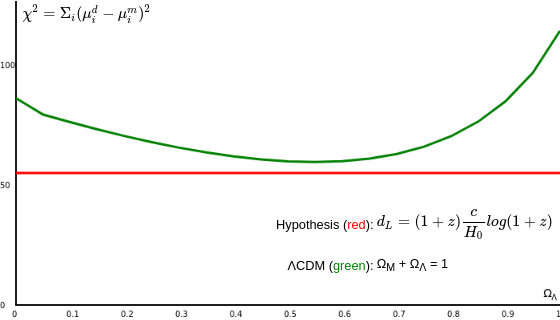 χ² = Σᵢ(μᵢᵈ − μᵢᵐ)²
100
50
Hypothesis (red): d_L = (1 + z) c/H₀ log(1 + z)
ΛCDM (green): Ω_M + Ω_Λ = 1
Ω_Λ
0
0 0.1 0.2 0.3 0.4 0.5 0.6 0.7 0.8 0.9 1